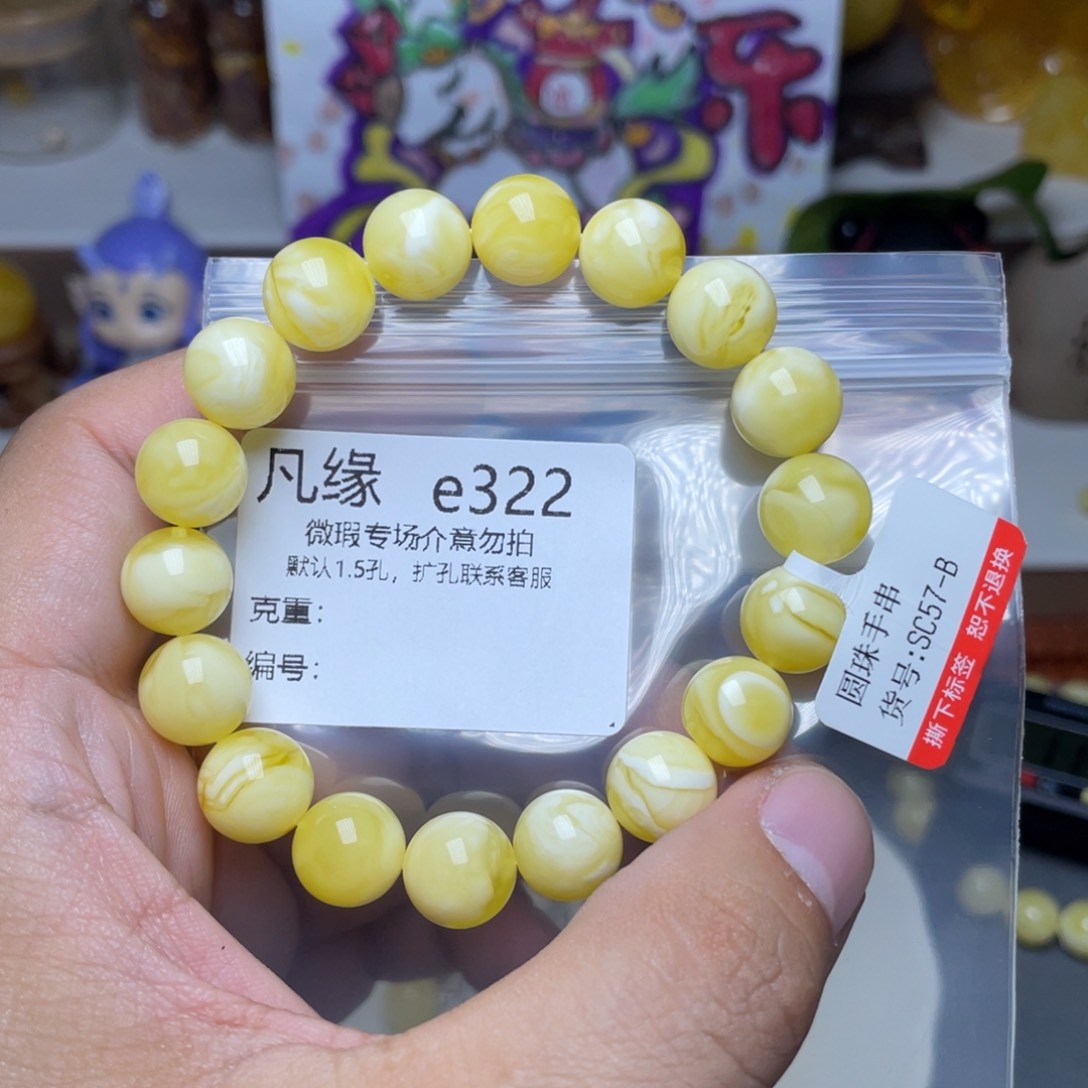 乐
凡缘 e322
微瑕专场介意勿拍
默认1.5孔，扩孔联系客服
克重：
编号：
圆珠手串
货号：SC57-B
撕下标签 恕不退换